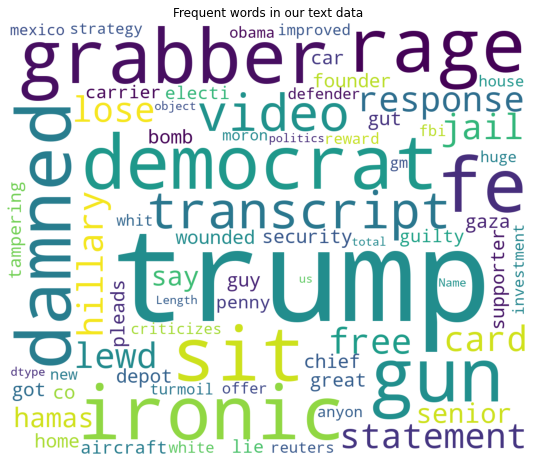 Frequent words in our text data
mexico strategy obama improved
grabber rage
car
carrier electi founder house
object defender
lose video response
bomb moron politics reward gut fbi jail
damned democrat gm huge
fe
tampering hillary whit transcript gaza
wounded security total guilty
trump
say guy us Name supporters investment
pleads Length penny
criticizes free card
lewd sit chief
dtype new depot great gun
got co turmoil offer
hamas ironic anyon senior
home statement
aircraft white lie reuters